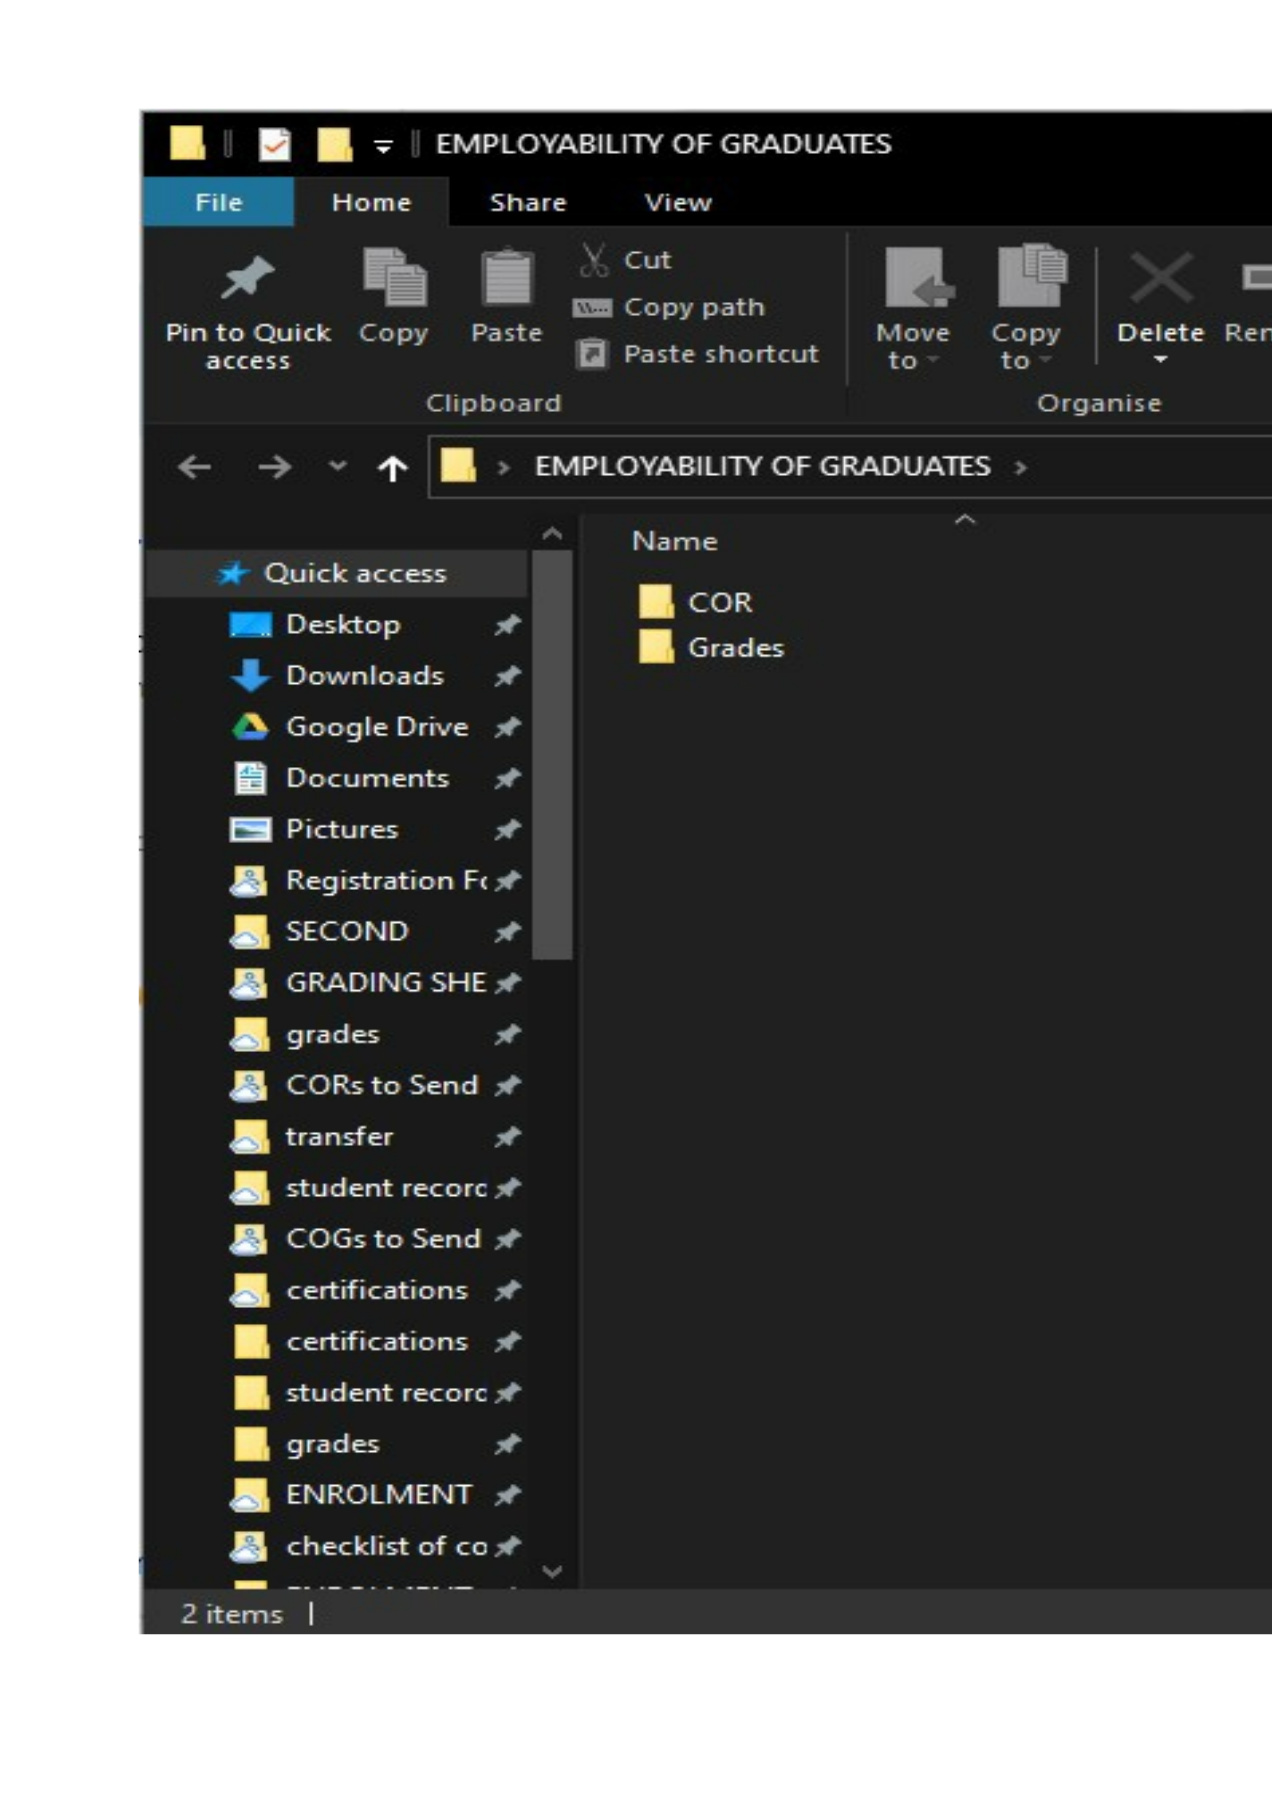 EMPLOYABILITY OF GRADUATES
File Home Share View
Cut
Copy path
Paste shortcut
Pin to Quick access
Copy
Paste
Move to
Copy to
Delete
Clipboard
Organise
EMPLOYABILITY OF GRADUATES
Name
COR
Grades
Quick access
Desktop
Downloads
Google Drive
Documents
Pictures
Registration
SECOND
GRADING SHE
grades
CORs to Send
transfer
student recorc
COGs to Send
certifications
certifications
student recorc
grades
ENROLMENT
checklist of co
2 items